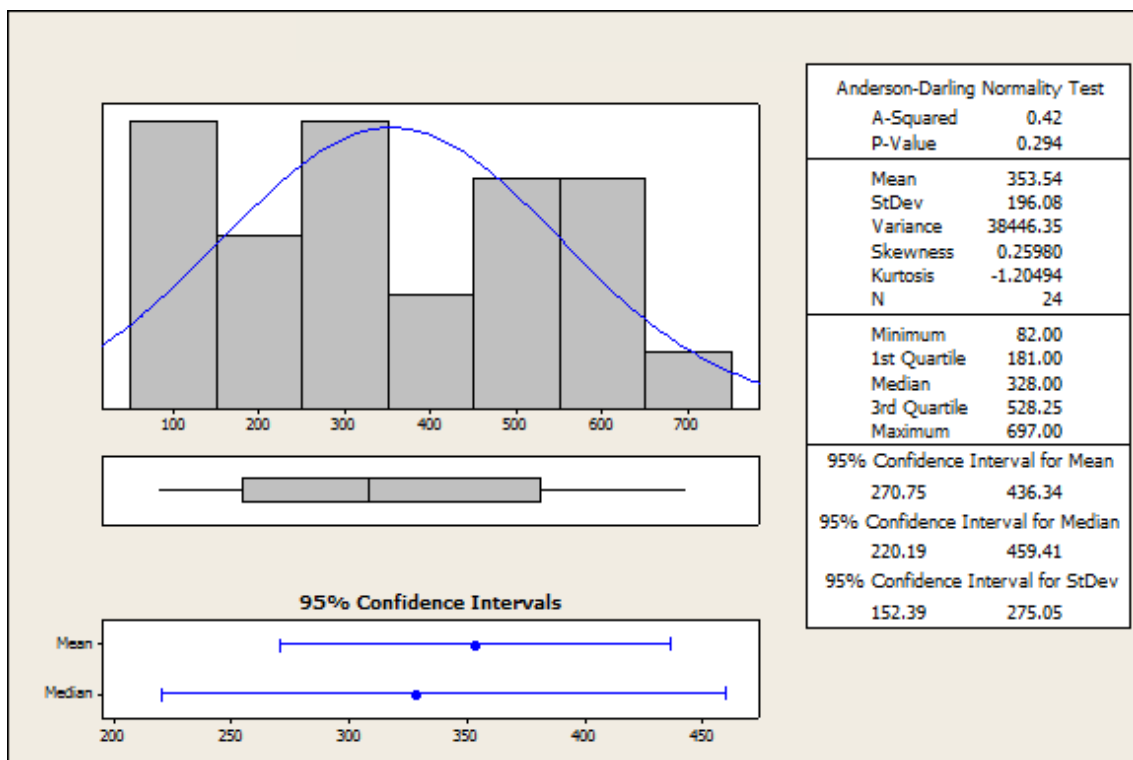 100 200 300 400 500 600 700
95% Confidence Intervals
Mean
Median
200 250 300 350 400 450
Anderson-Darling Normality Test
A-Squared 0.42
P-Value 0.294
Mean 353.54
StDev 196.08
Variance 38446.35
Skewness 0.25980
Kurtosis -1.20494
N 24
Minimum 82.00
1st Quartile 181.00
Median 328.00
3rd Quartile 528.25
Maximum 697.00
95% Confidence Interval for Mean
270.75 436.34
95% Confidence Interval for Median
220.19 459.41
95% Confidence Interval for StDev
152.39 275.05